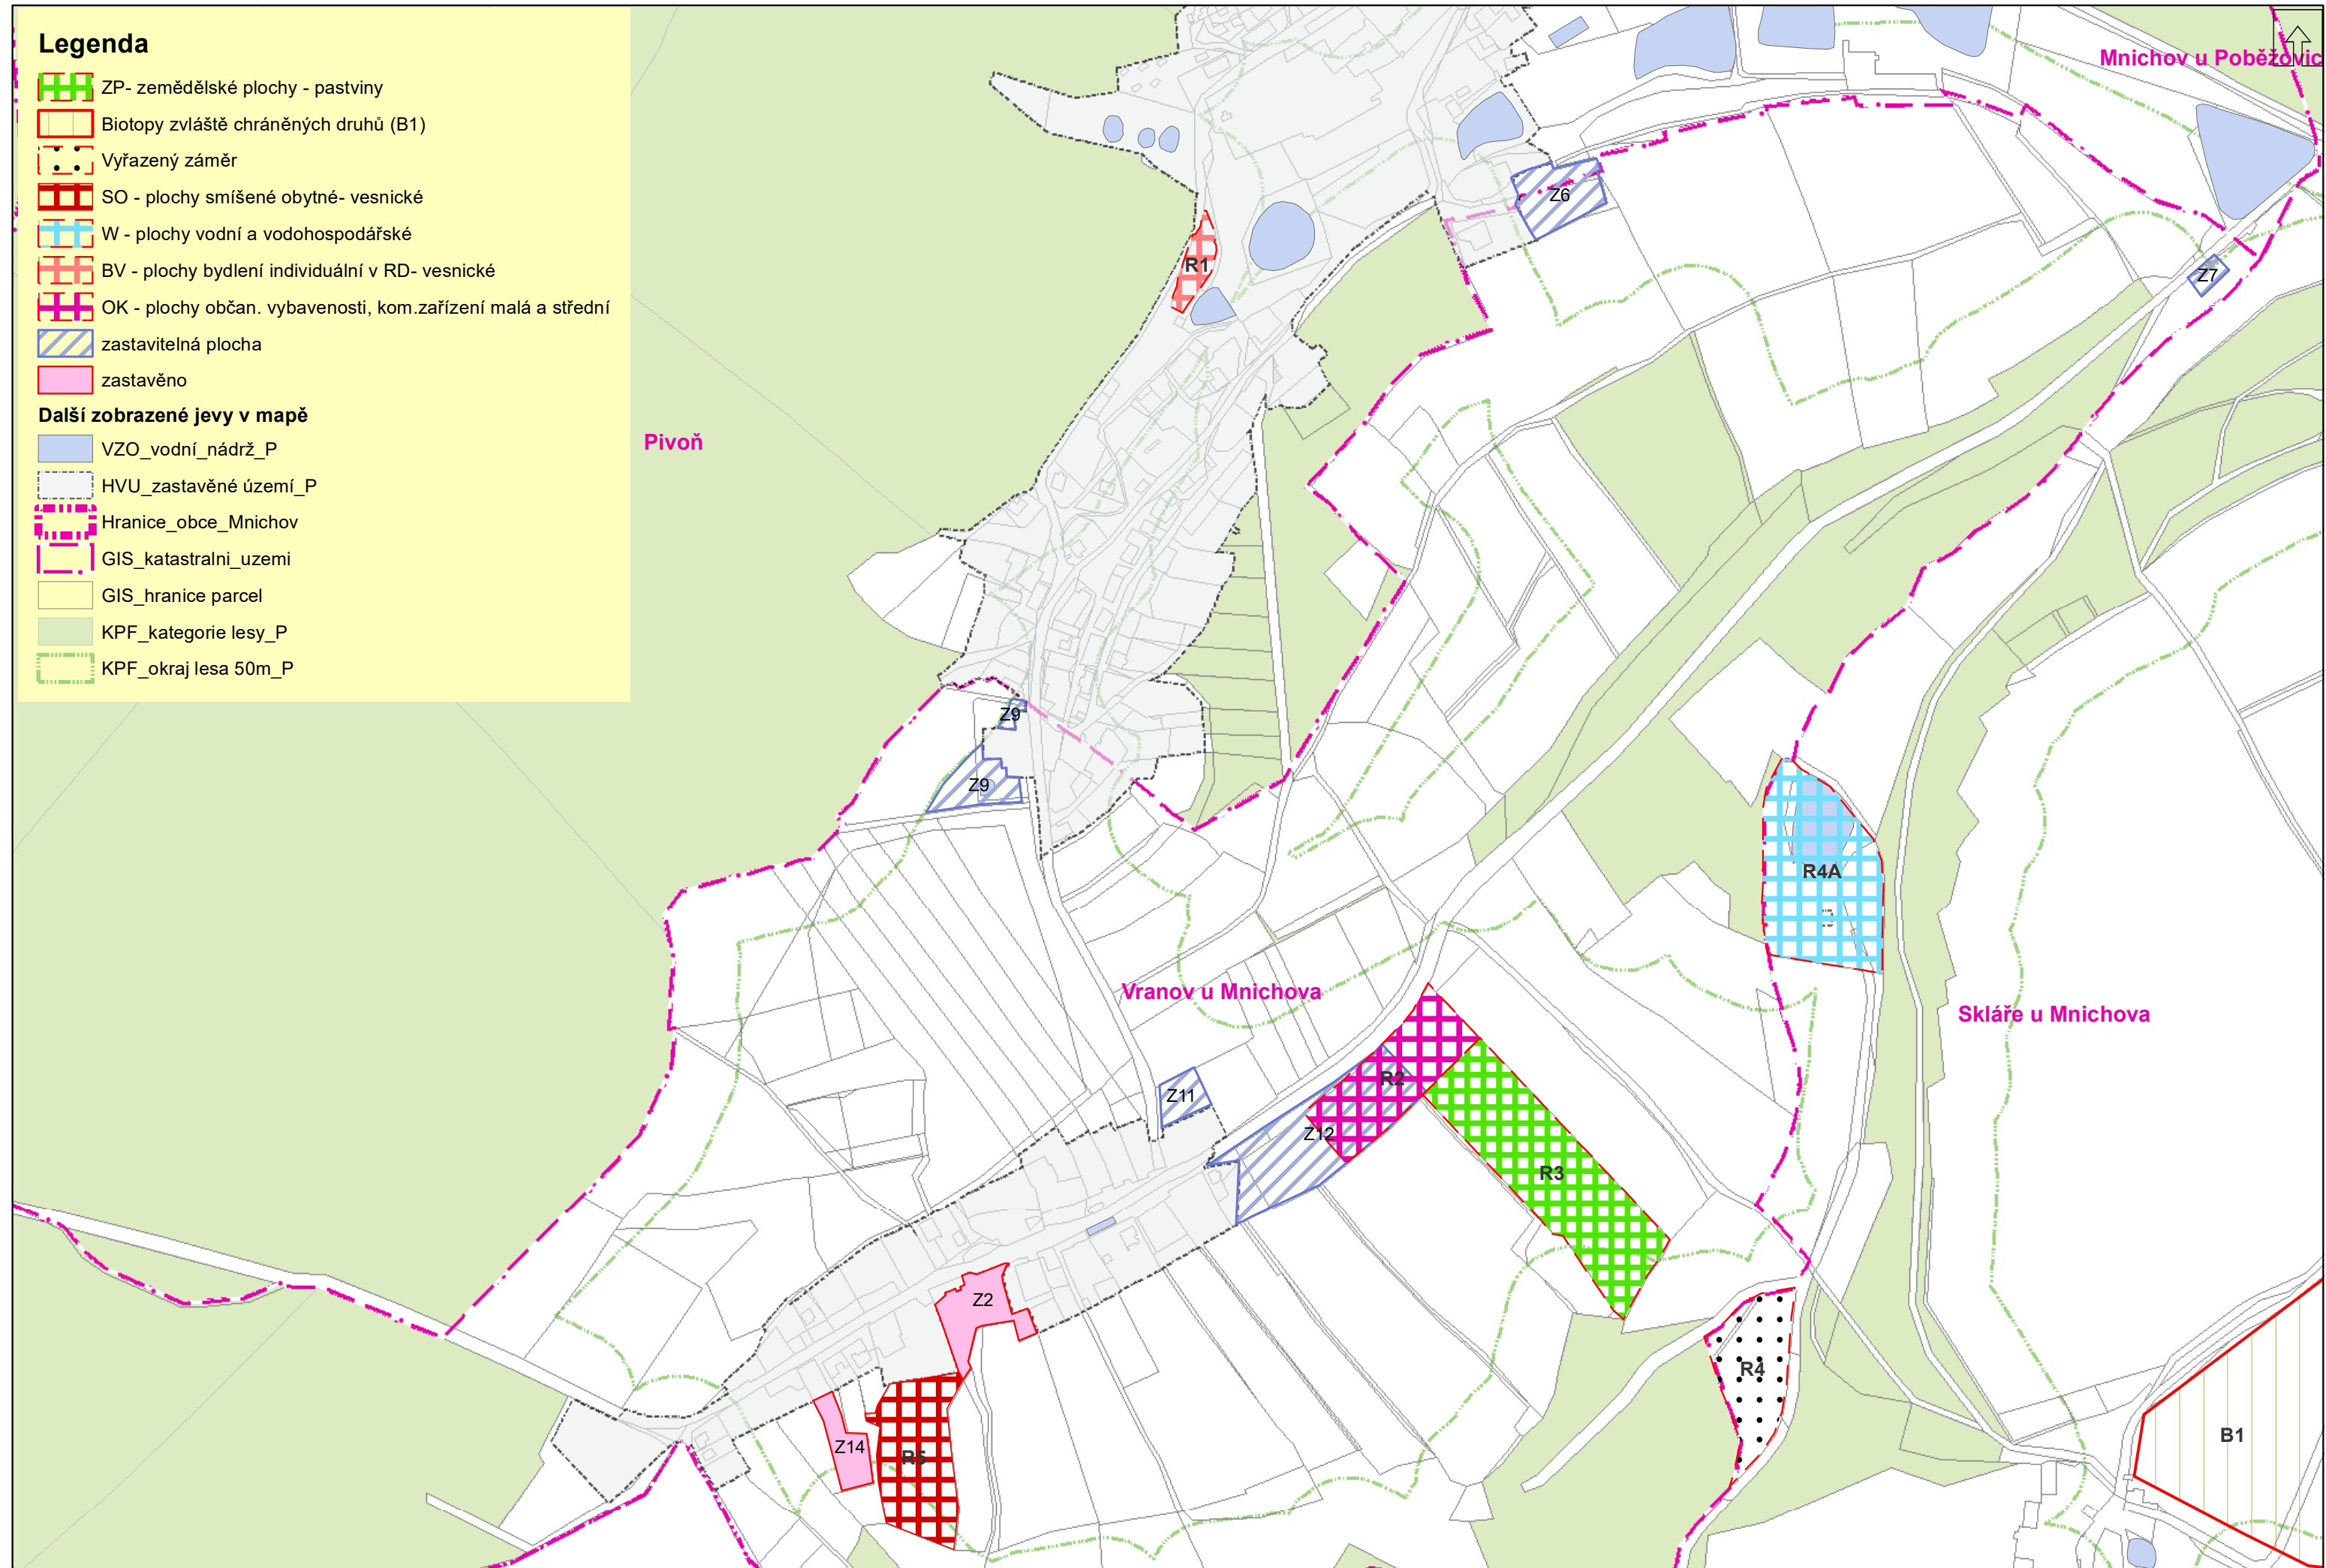 Legenda
ZP- zemědělské plochy - pastviny
Biotopy zvláště chráněných druhů (B1)
Vyřazený záměr
SO - plochy smíšené obytné- vesnické
W - plochy vodní a vodohospodářské
BV - plochy bydlení individuální v RD- vesnické
OK - plochy občan. vybavenosti, kom.zařízení malá a střední
zastavitelná plocha
zastavěno
Další zobrazené jevy v mapě
VZO_vodní_nádrž_P
HVU_zastavěné území_P
Hranice_obce_Mnichov
GIS_katastralni_uzemi
GIS_hranice parcel
KPF_kategorie lesy_P
KPF_okraj lesa 50m_P
Mnichov u Poběžovic
Z6
R1
Z7
Pivoň
Z9
Z9
R4A
Vranov u Mnichova
Skláře u Mnichova
R2
Z11
Z12
R3
Z2
R4
B1
Z14
R5